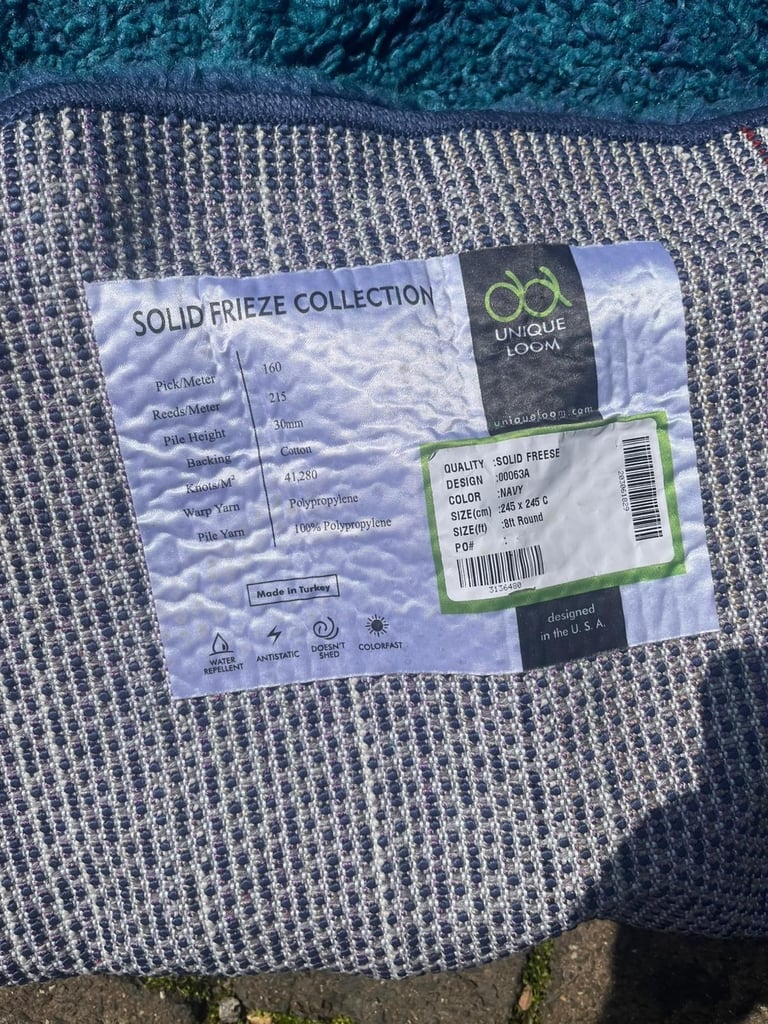 SOLID FRIEZE COLLECTION
Pick/Meter 160
Reeds/Meter 215
Pile Height 30mm
Backing Cotton
Knots/M² 41,280
Warp Yarn Polypropylene
Pile Yarn 100% Polypropylene
Made in Turkey
WATER REPELLENT
ANTISTATIC
DOESN'T SHED
COLORFAST
UNIQUE
LOOM
uniqueloom.com
QUALITY :SOLID FREESE
DESIGN :00063A
COLOR :NAVY
SIZE(cm) :245 x 245 C
SIZE(ft) :8ft Round
PO# :
3136480
203061829
designed
in the U. S. A.